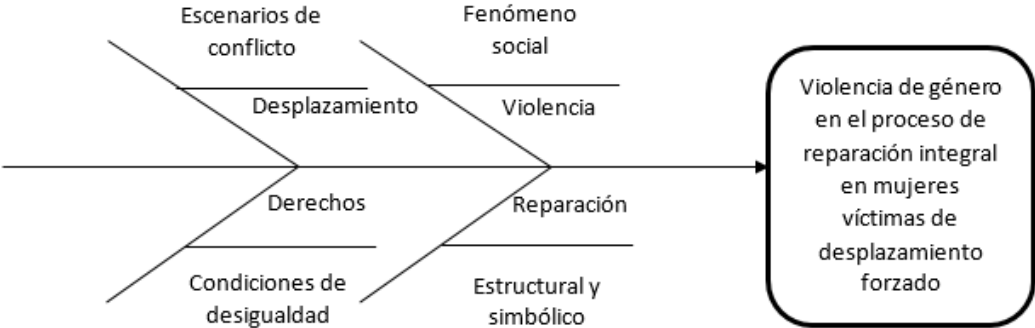 Escenarios de
conflicto
Fenómeno
social
Desplazamiento
Violencia
Derechos
Reparación
Condiciones de
desigualdad
Estructural y
simbólico
Violencia de género
en el proceso de
reparación integral
en mujeres
víctimas de
desplazamiento
forzado